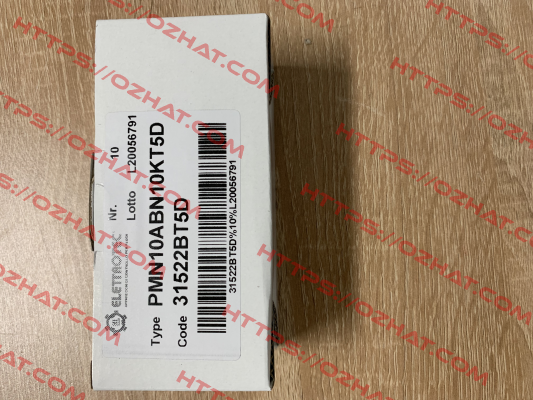 ELETTROTEC
Nr. 10
Lotto L20056791
Type PMN10ABN10KT5D
Code 31522BT5D
31522BT5D%10%L20056791
HTTPS://OZHAT.COM